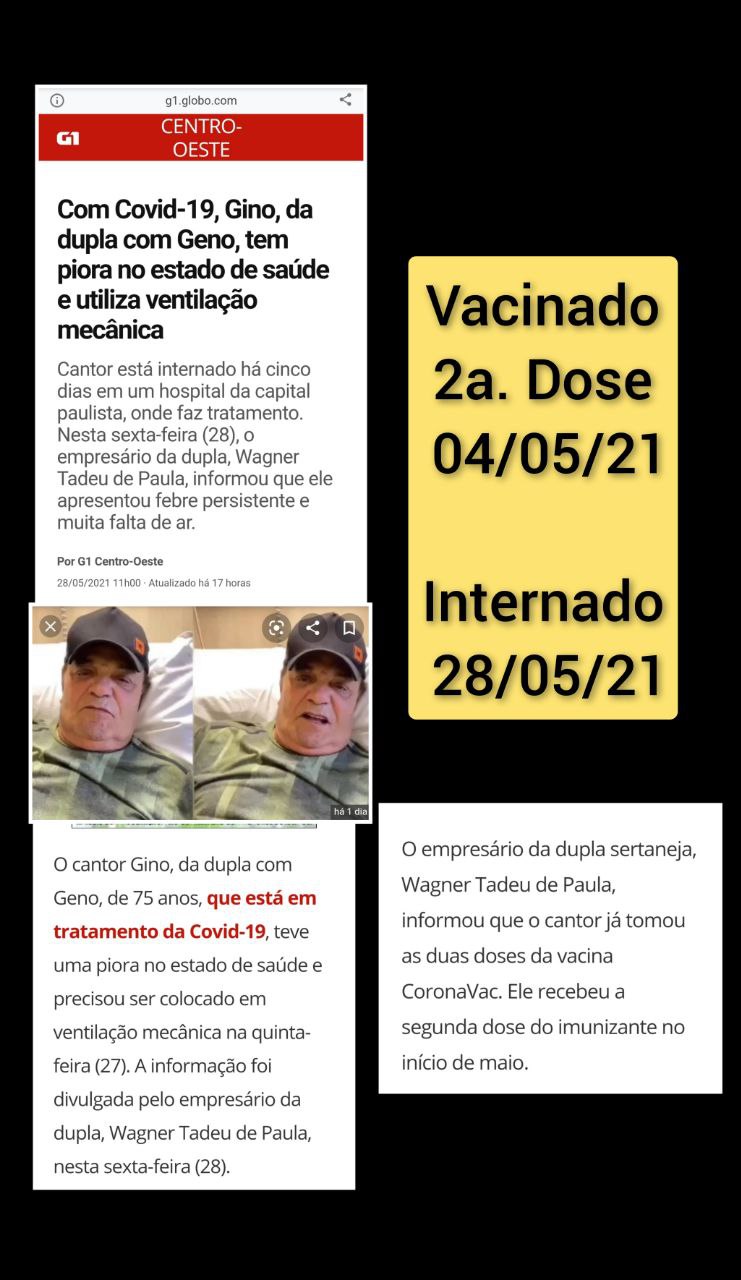 g1.globo.com
G1
CENTRO-
OESTE
Com Covid-19, Gino, da
dupla com Geno, tem
piora no estado de saúde
e utiliza ventilação
mecânica
Cantor está internado há cinco
dias em um hospital da capital
paulista, onde faz tratamento.
Nesta sexta-feira (28), o
empresário da dupla, Wagner
Tadeu de Paula, informou que ele
apresentou febre persistente e
muita falta de ar.
Por G1 Centro-Oeste
28/05/2021 11h00 · Atualizado há 17 horas
há 1 dia
O cantor Gino, da dupla com
Geno, de 75 anos, que está em
tratamento da Covid-19, teve
uma piora no estado de saúde e
precisou ser colocado em
ventilação mecânica na quinta-
feira (27). A informação foi
divulgada pelo empresário da
dupla, Wagner Tadeu de Paula,
nesta sexta-feira (28).
Vacinado
2a. Dose
04/05/21
Internado
28/05/21
O empresário da dupla sertaneja,
Wagner Tadeu de Paula,
informou que o cantor já tomou
as duas doses da vacina
CoronaVac. Ele recebeu a
segunda dose do imunizante no
início de maio.